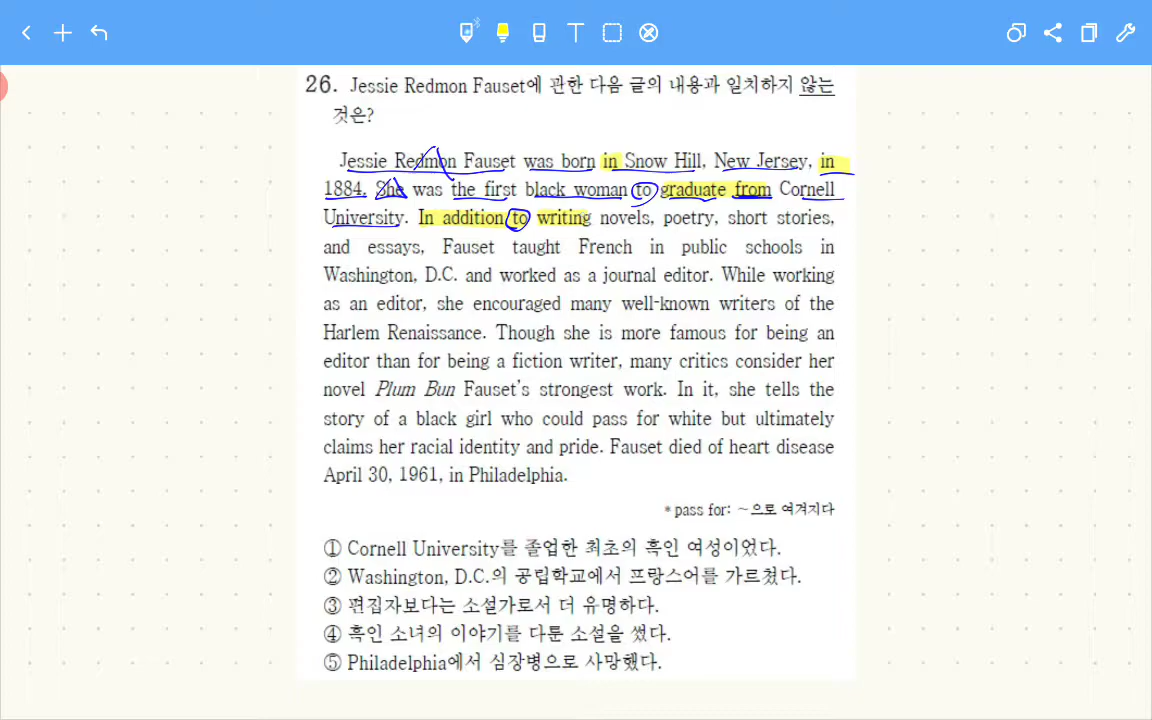 26. Jessie Redmon Fauset에 관한 다음 글의 내용과 일치하지 않는
것은?
Jessie Redmon Fauset was born in Snow Hill, New Jersey, in
1884. She was the first black woman to graduate from Cornell
University. In addition to writing novels, poetry, short stories,
and essays, Fauset taught French in public schools in
Washington, D.C. and worked as a journal editor. While working
as an editor, she encouraged many well-known writers of the
Harlem Renaissance. Though she is more famous for being an
editor than for being a fiction writer, many critics consider her
novel Plum Bun Fauset's strongest work. In it, she tells the
story of a black girl who could pass for white but ultimately
claims her racial identity and pride. Fauset died of heart disease
April 30, 1961, in Philadelphia.
* pass for: ~으로 여겨지다
① Cornell University를 졸업한 최초의 흑인 여성이었다.
② Washington, D.C.의 공립학교에서 프랑스어를 가르쳤다.
③ 편집자보다는 소설가로서 더 유명하다.
④ 흑인 소녀의 이야기를 다룬 소설을 썼다.
⑤ Philadelphia에서 심장병으로 사망했다.